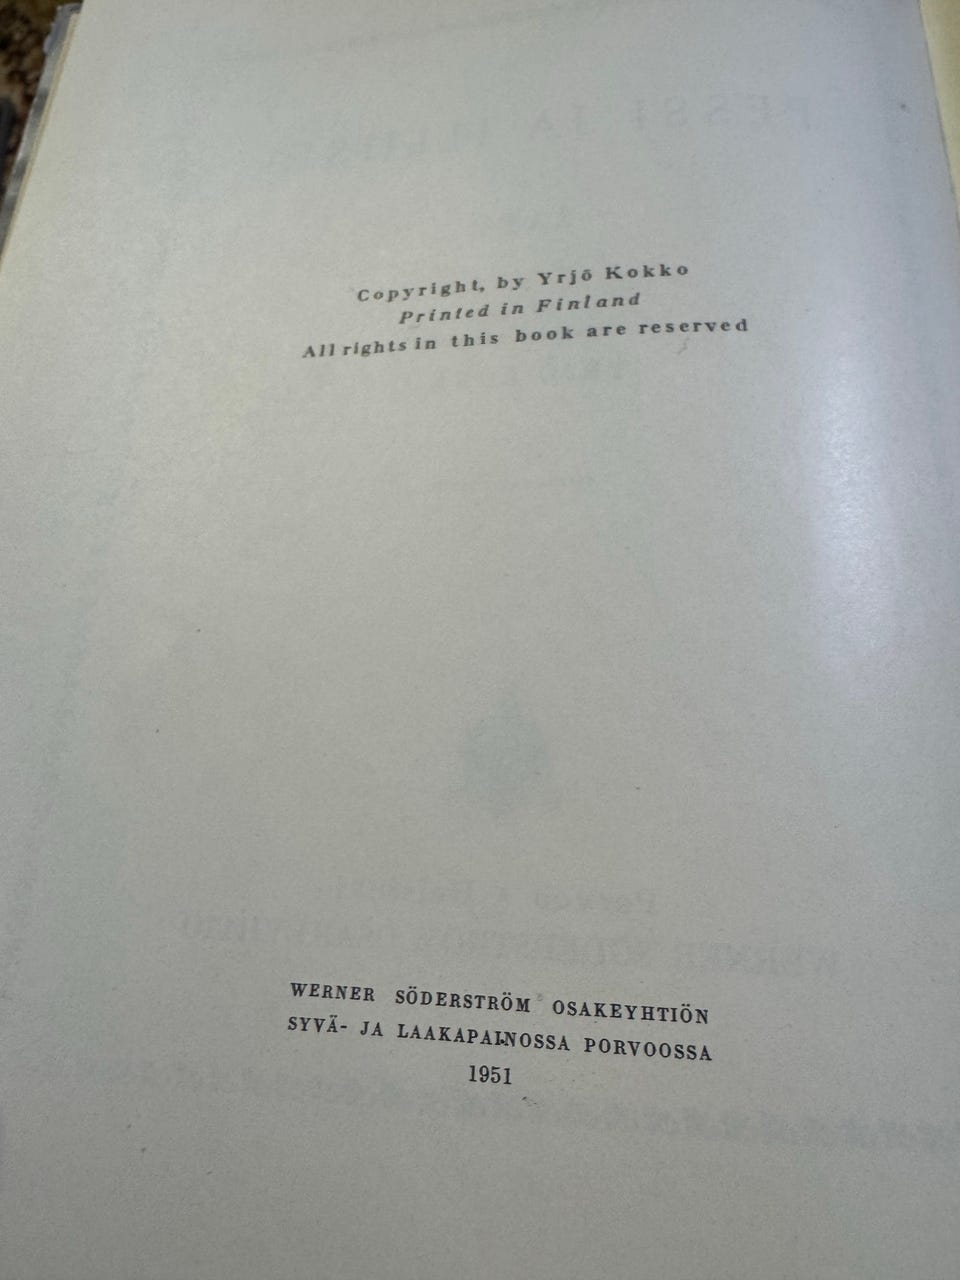 Copyright, by Yrjö Kokko
Printed in Finland
All rights in this book are reserved
WERNER SÖDERSTRÖM OSAKEYHTIÖN
SYVÄ- JA LAAKAPAINOSSA PORVOOSSA
1951